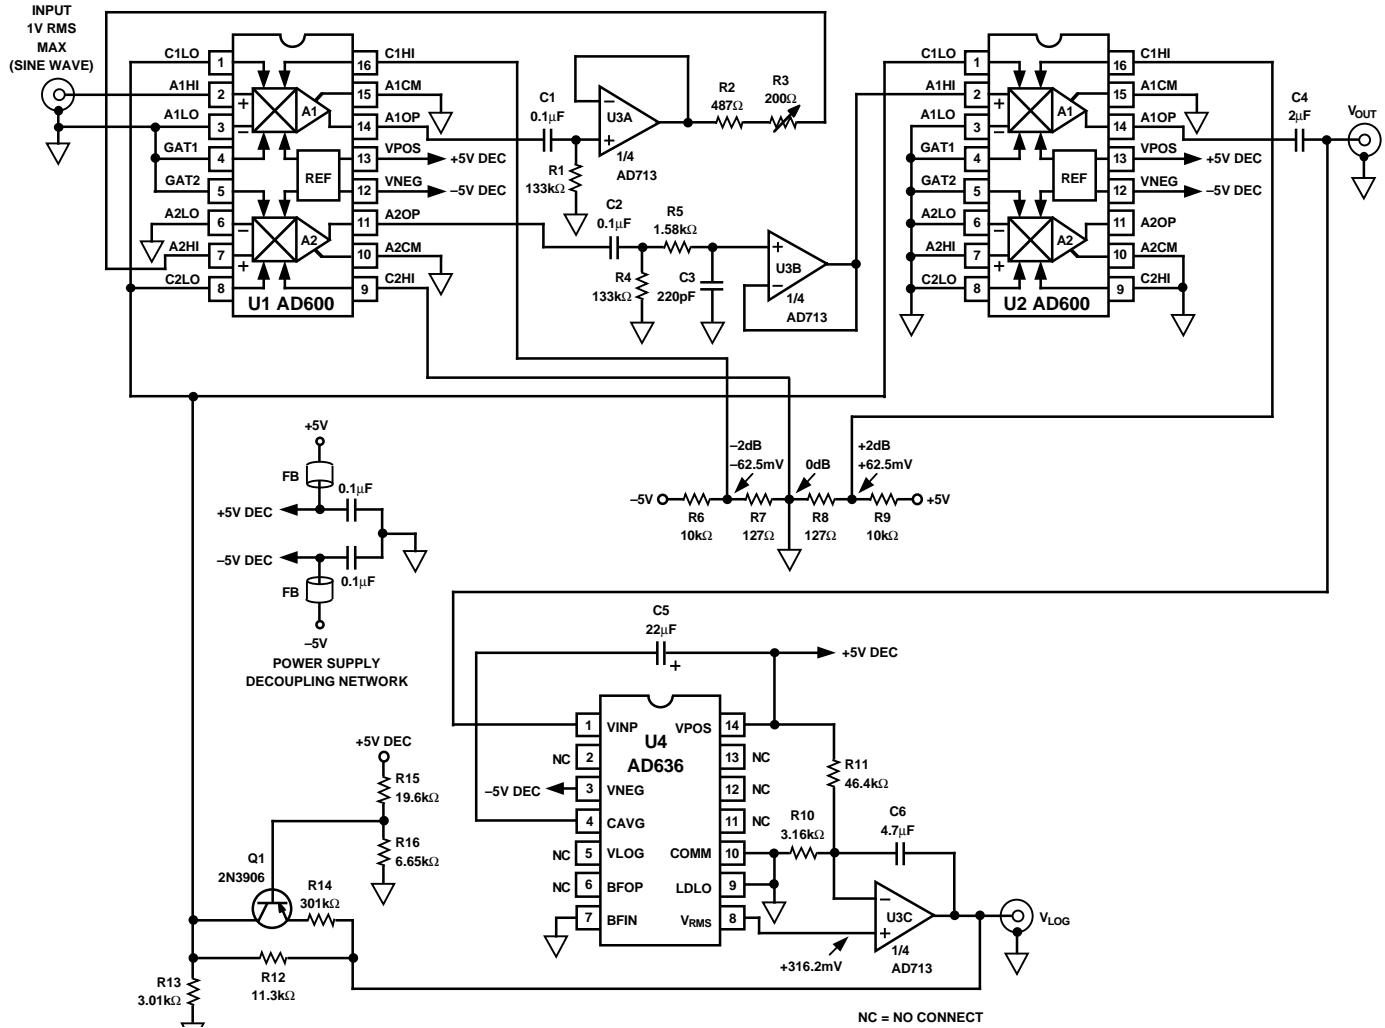 INPUT
1V RMS
MAX
(SINE WAVE)
C1LO
A1HI
A1LO
GAT1
GAT2
A2LO
A2HI
C2LO
1
2
3
4
5
6
7
8
+
–
–
+
A1
REF
A2
U1 AD600
16
15
14
13
12
11
10
9
C1HI
A1CM
A1OP
VPOS
VNEG
A2OP
A2CM
C2HI
+5V DEC
–5V DEC
C1
0.1µF
R1
133kΩ
–
+
U3A
1/4
AD713
R2
487Ω
R3
200Ω
C2
0.1µF
R5
1.58kΩ
R4
133kΩ
C3
220pF
+
–
U3B
1/4
AD713
C1LO
A1HI
A1LO
GAT1
GAT2
A2LO
A2HI
C2LO
1
2
3
4
5
6
7
8
+
–
–
+
A1
REF
A2
U2 AD600
16
15
14
13
12
11
10
9
C1HI
A1CM
A1OP
VPOS
VNEG
A2OP
A2CM
C2HI
+5V DEC
–5V DEC
C4
2µF
VOUT
–2dB
–62.5mV
0dB
+2dB
+62.5mV
–5V
+5V
R6
10kΩ
R7
127Ω
R8
127Ω
R9
10kΩ
+5V
FB
0.1µF
+5V DEC
–5V DEC
0.1µF
FB
–5V
POWER SUPPLY
DECOUPLING NETWORK
C5
22µF
+
+5V DEC
1
2
3
4
5
6
7
VINP
VNEG
CAVG
VLOG
BFOP
BFIN
U4
AD636
VPOS
COMM
LDLO
VRMS
14
13
12
11
10
9
8
NC
–5V DEC
NC
NC
NC
NC
NC
R11
46.4kΩ
R10
3.16kΩ
C6
4.7µF
–
+
U3C
1/4
AD713
+316.2mV
VLOG
+5V DEC
R15
19.6kΩ
R16
6.65kΩ
Q1
2N3906
R14
301kΩ
R12
11.3kΩ
R13
3.01kΩ
NC = NO CONNECT